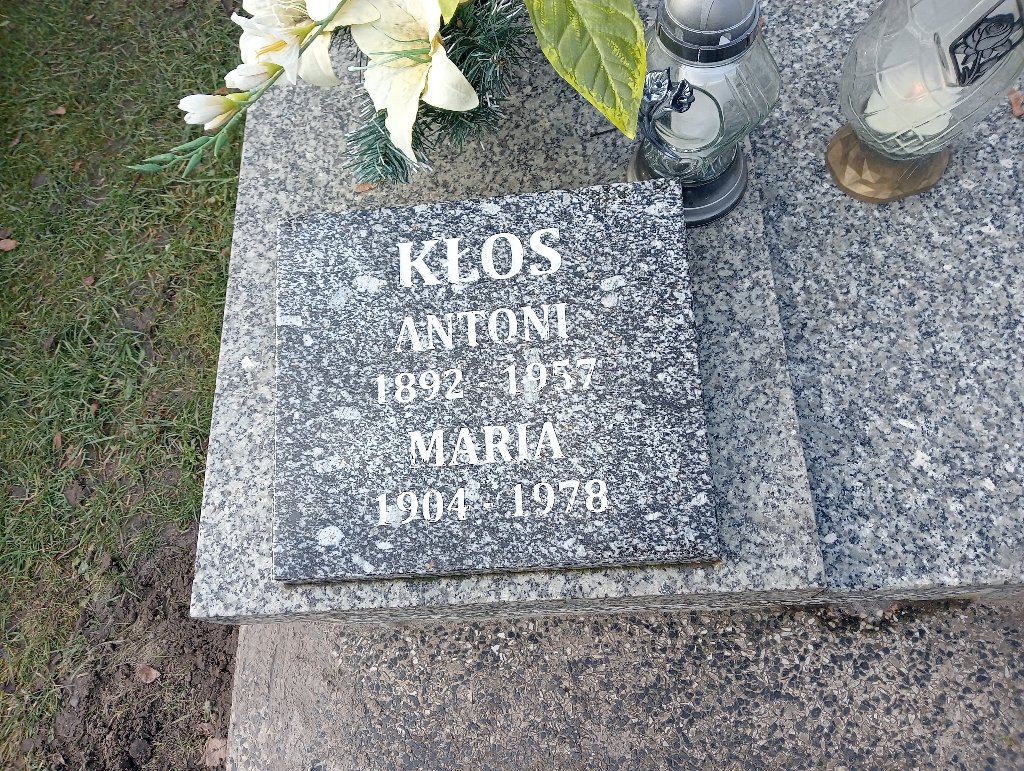 KŁOS
ANTONI
1892 - 1957
MARIA
1904 - 1978